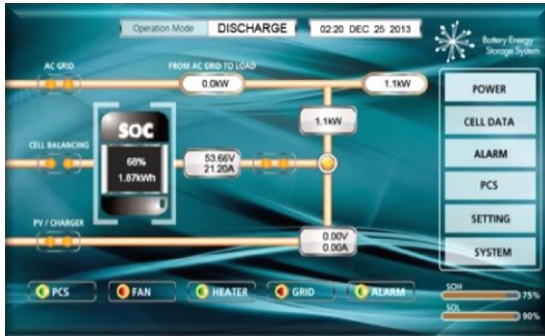 Operation Mode DISCHARGE 02:20 DEC 25 2013
Battery Energy
Storage System
AC GRID FROM AC GRID TO LOAD
0.0kW 1.1kW
POWER
1.1kW
CELL DATA
SOC
CELL BALANCING
68%
1.87kWh
53.66V
21.20A
ALARM
PCS
PV / CHARGER
SETTING
0.00V
0.00A
SYSTEM
PCS FAN HEATER GRID ALARM
SOH 75%
SOL 90%